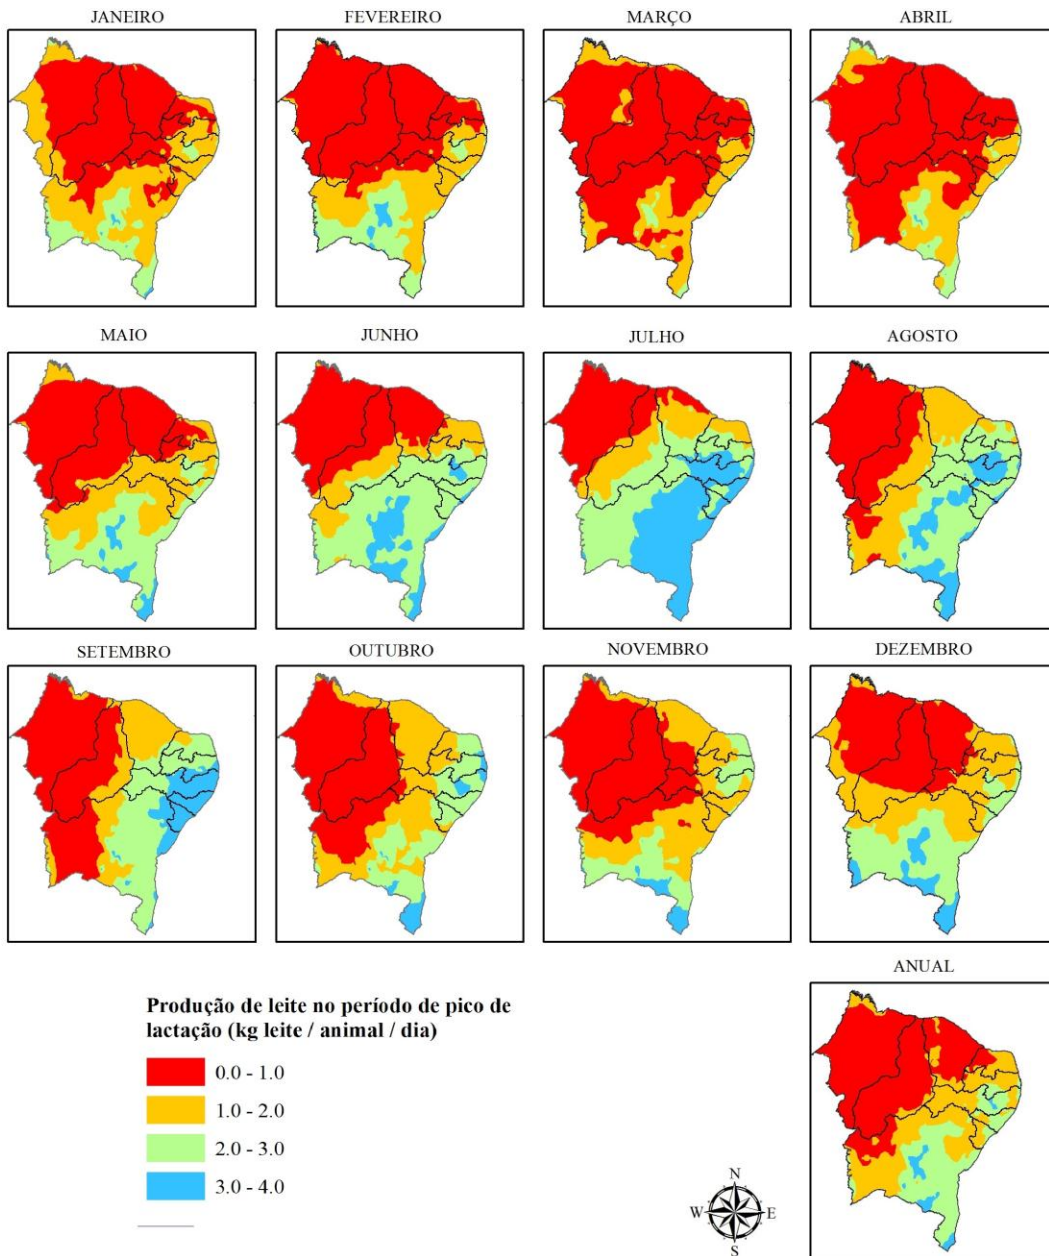 JANEIRO
FEVEREIRO
MARÇO
ABRIL
MAIO
JUNHO
JULHO
AGOSTO
SETEMBRO
OUTUBRO
NOVEMBRO
DEZEMBRO
ANUAL
Produção de leite no período de pico de
lactação (kg leite / animal / dia)
0.0 - 1.0
1.0 - 2.0
2.0 - 3.0
3.0 - 4.0
N
W
E
S